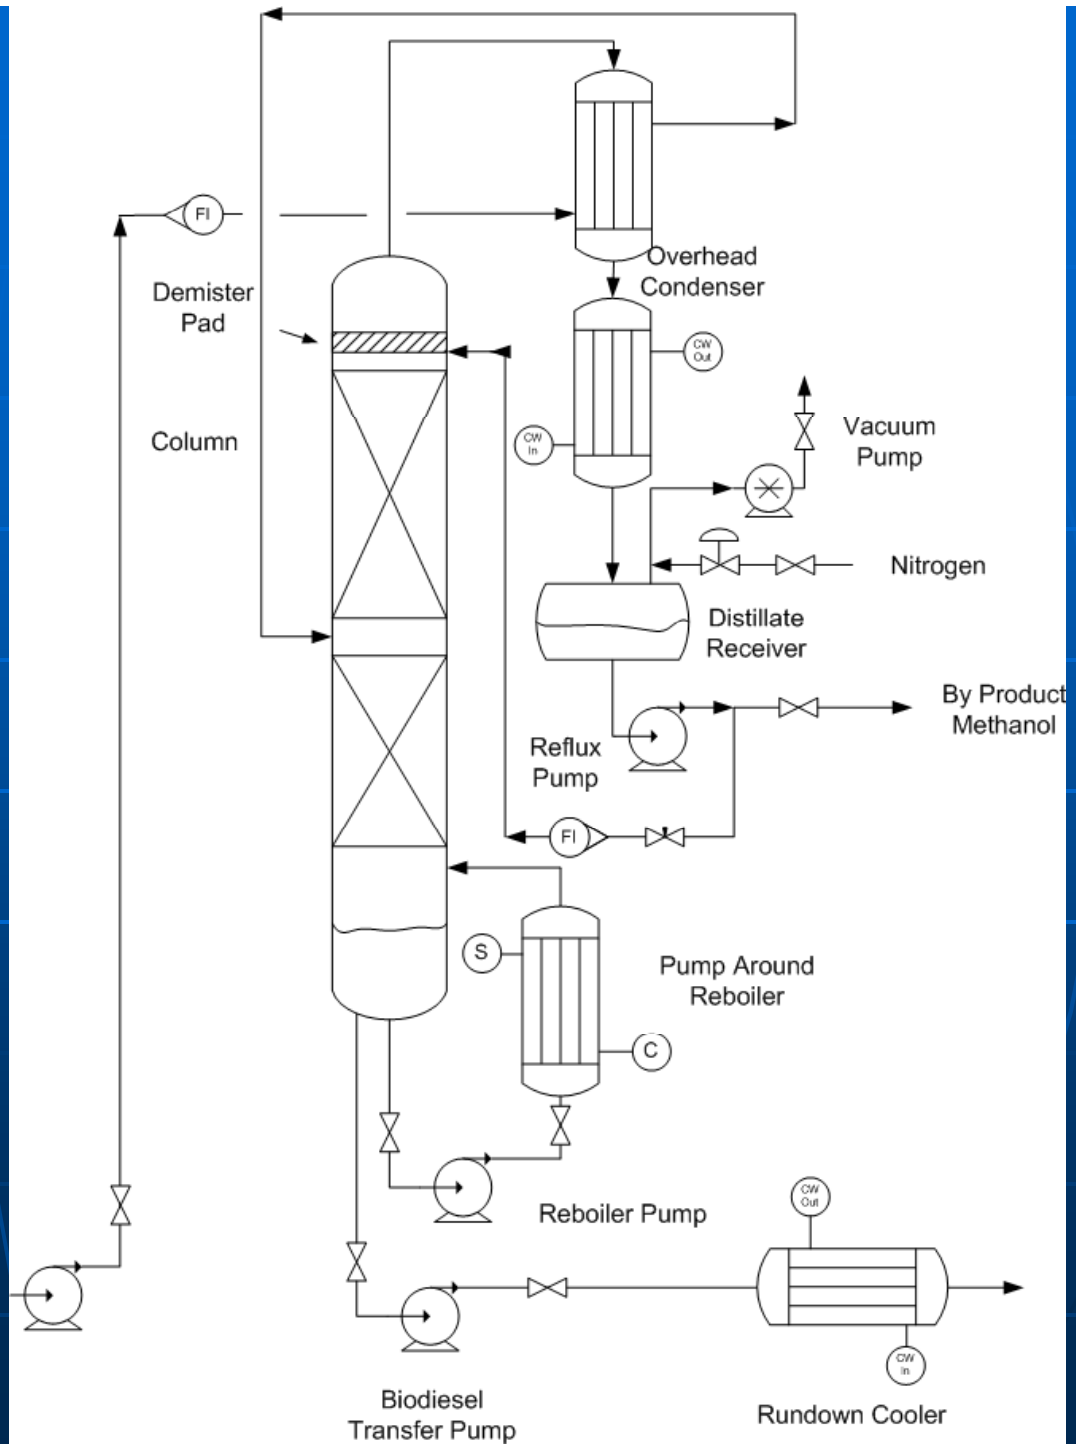 FI
Overhead
Condenser
Demister
Pad
CW
Out
Column
CW
In
Vacuum
Pump
Nitrogen
Distillate
Receiver
By Product
Methanol
Reflux
Pump
FI
S
Pump Around
Reboiler
C
Reboiler Pump
CW
Out
CW
In
Biodiesel
Transfer Pump
Rundown Cooler